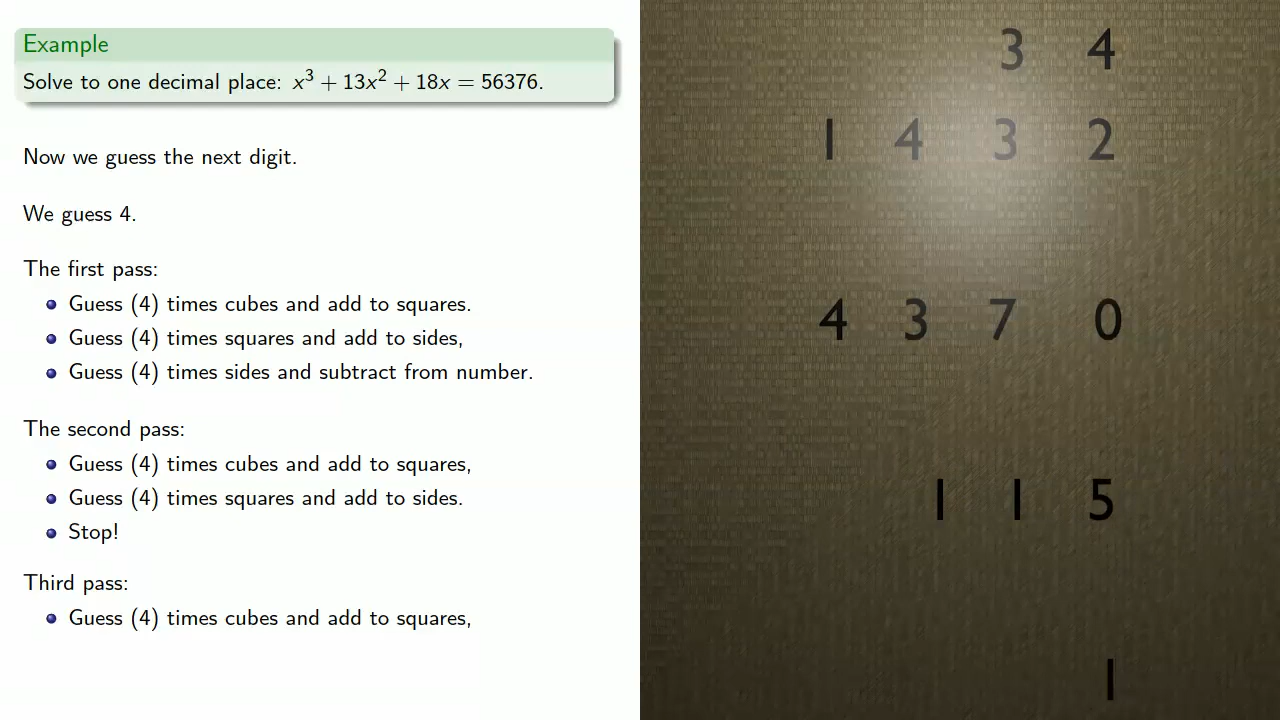 Example
Solve to one decimal place: x³ + 13x² + 18x = 56376.
Now we guess the next digit.
We guess 4.
The first pass:
Guess (4) times cubes and add to squares.
Guess (4) times squares and add to sides,
Guess (4) times sides and subtract from number.
The second pass:
Guess (4) times cubes and add to squares,
Guess (4) times squares and add to sides.
Stop!
Third pass:
Guess (4) times cubes and add to squares,
3 4
1 4 3 2
4 3 7 0
1 1 5
1